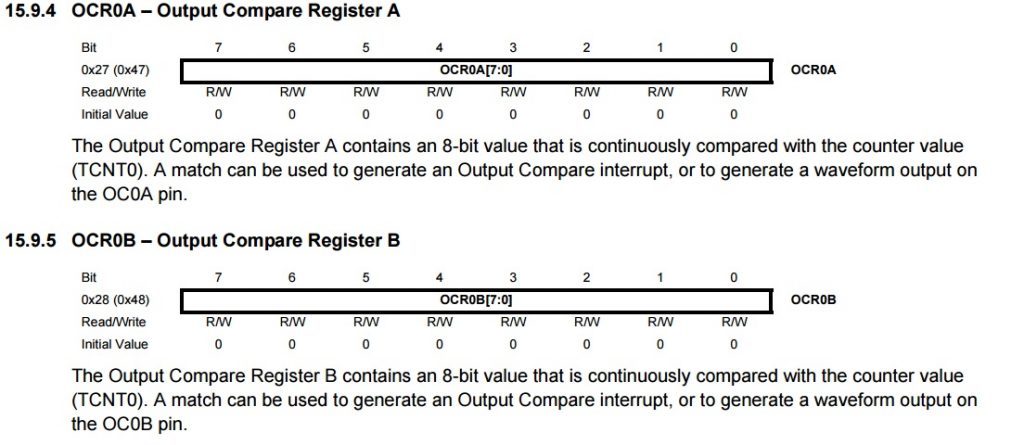 15.9.4 OCR0A – Output Compare Register A
Bit 7 6 5 4 3 2 1 0
0x27 (0x47) OCR0A[7:0] OCR0A
Read/Write R/W R/W R/W R/W R/W R/W R/W R/W
Initial Value 0 0 0 0 0 0 0 0
The Output Compare Register A contains an 8-bit value that is continuously compared with the counter value
(TCNT0). A match can be used to generate an Output Compare interrupt, or to generate a waveform output on
the OC0A pin.
15.9.5 OCR0B – Output Compare Register B
Bit 7 6 5 4 3 2 1 0
0x28 (0x48) OCR0B[7:0] OCR0B
Read/Write R/W R/W R/W R/W R/W R/W R/W R/W
Initial Value 0 0 0 0 0 0 0 0
The Output Compare Register B contains an 8-bit value that is continuously compared with the counter value
(TCNT0). A match can be used to generate an Output Compare interrupt, or to generate a waveform output on
the OC0B pin.